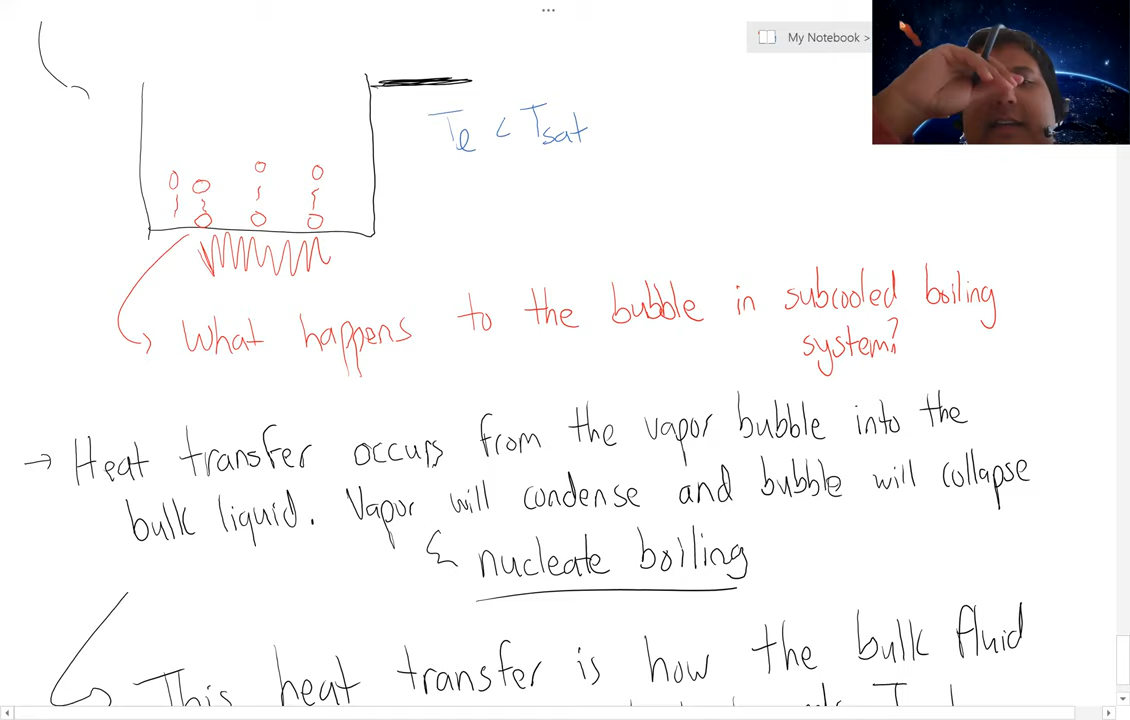 My Notebook >
Tℓ < Tsat
What happens to the bubble in subcooled boiling
system?
→ Heat transfer occurs from the vapor bubble into the
bulk liquid. Vapor will condense and bubble will collapse
nucleate boiling
This heat transfer is how the bulk fluid